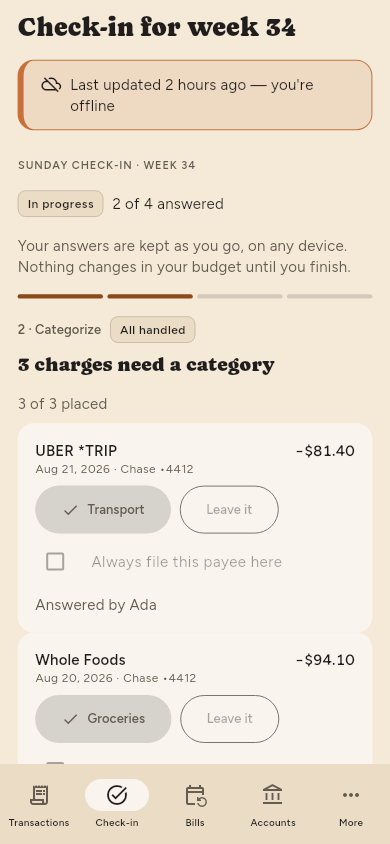 Check-in for week 34
Last updated 2 hours ago — you're
offline
SUNDAY CHECK-IN · WEEK 34
In progress 2 of 4 answered
Your answers are kept as you go, on any device.
Nothing changes in your budget until you finish.
2 · Categorize All handled
3 charges need a category
3 of 3 placed
UBER *TRIP −$81.40
Aug 21, 2026 · Chase •4412
Transport Leave it
Always file this payee here
Answered by Ada
Whole Foods −$94.10
Aug 20, 2026 · Chase •4412
Groceries Leave it
Transactions Check-in Bills Accounts More